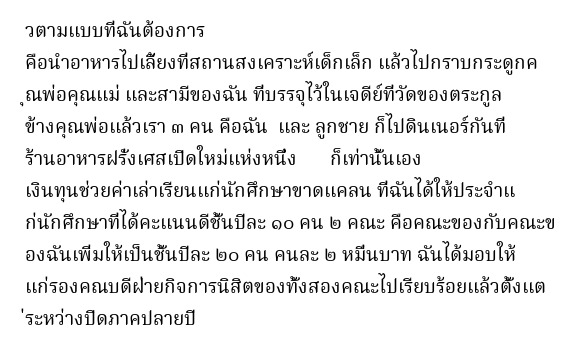 วตามแบบที่ฉันต้องการ
คือนำอาหารไปเลี้ยงที่สถานสงเคราะห์เด็กเล็ก แล้วไปกราบกระดูกค
ุณพ่อคุณแม่ และสามีของฉัน ที่บรรจุไว้ในเจดีย์ที่วัดของตระกูล
ข้างคุณพ่อแล้วเรา ๓ คน คือฉัน และ ลูกชาย ก็ไปดินเนอร์กันที่
ร้านอาหารฝรั่งเศสเปิดใหม่แห่งหนึ่ง ก็เท่านั้นเอง
เงินทุนช่วยค่าเล่าเรียนแก่นักศึกษาขาดแคลน ที่ฉันได้ให้ประจำแ
ก่นักศึกษาที่ได้คะแนนดีชั้นปีละ ๑๐ คน ๒ คณะ คือคณะของกับคณะข
องฉันเพิ่มให้เป็นชั้นปีละ ๒๐ คน คนละ ๒ หมื่นบาท ฉันได้มอบให้
แก่รองคณบดีฝ่ายกิจการนิสิตของทั้งสองคณะไปเรียบร้อยแล้วตั้งแต
่ระหว่างปิดภาคปลายปี